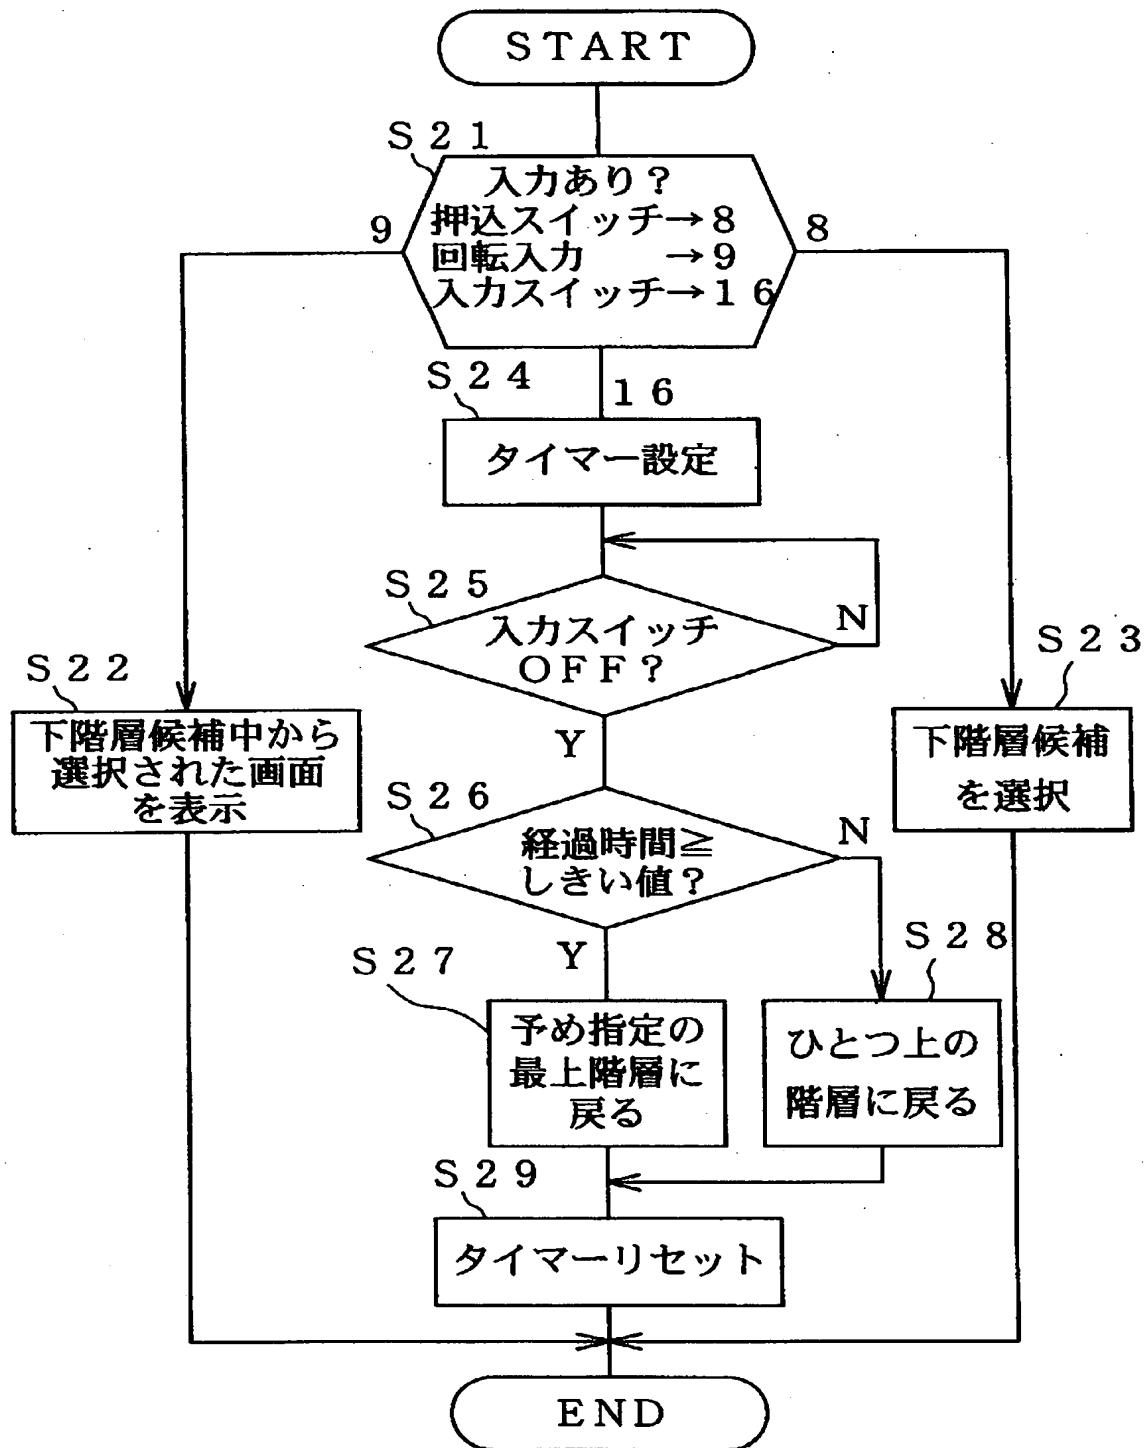 START
S21
入力あり?
押込スイッチ→8
回転入力 →9
入力スイッチ→16
9
8
S24
16
タイマー設定
S25
入力スイッチ
OFF?
N
Y
S22
下階層候補中から
選択された画面
を表示
S23
下階層候補
を選択
S26
経過時間≧
しきい値?
N
Y
S27
予め指定の
最上階層に
戻る
S28
ひとつ上の
階層に戻る
S29
タイマーリセット
END